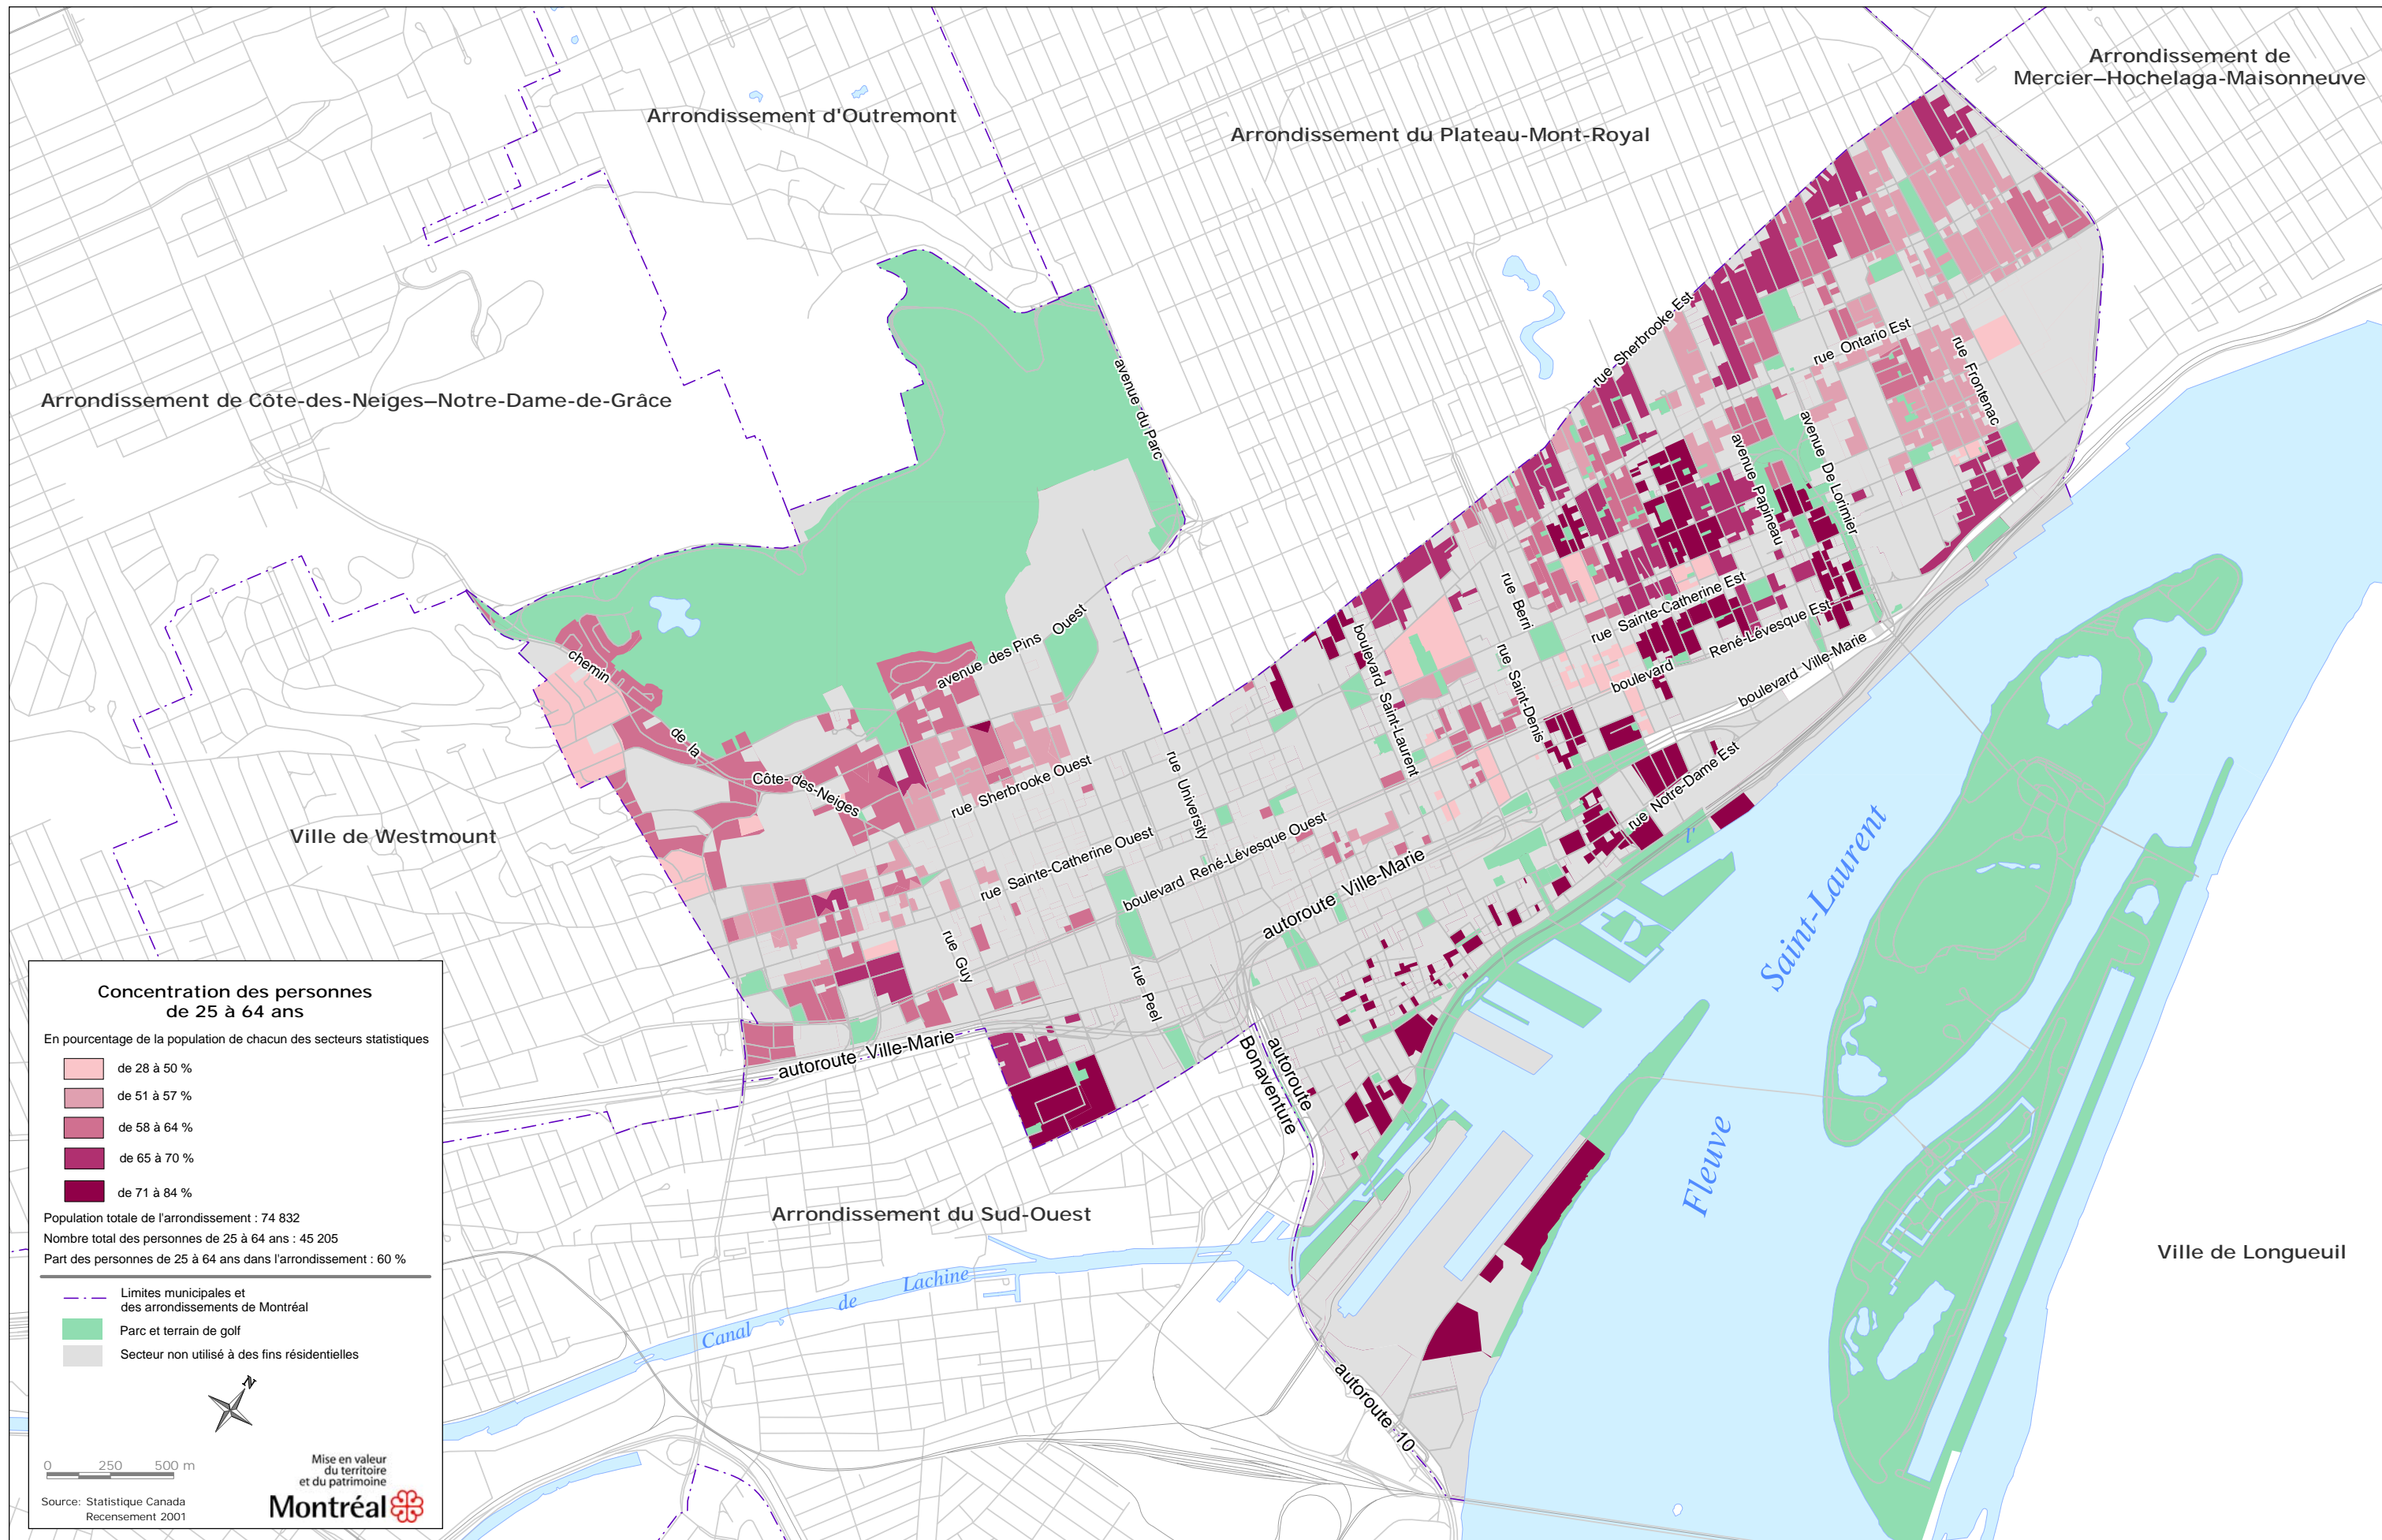 Arrondissement de
Mercier–Hochelaga-Maisonneuve
Arrondissement d'Outremont
Arrondissement du Plateau-Mont-Royal
Arrondissement de Côte-des-Neiges–Notre-Dame-de-Grâce
avenue du Parc
rue Sherbrooke Est
rue Ontario Est
rue Frontenac
avenue De Lorimier
avenue Papineau
rue Berri
rue Sainte-Catherine Est
boulevard René-Lévesque Est
boulevard Ville-Marie
rue Saint-Denis
boulevard Saint-Laurent
avenue des Pins Ouest
chemin de la Côte-des-Neiges
rue Sherbrooke Ouest
rue University
rue Notre-Dame Est
Ville de Westmount
rue Sainte-Catherine Ouest
boulevard René-Lévesque Ouest
autoroute Ville-Marie
rue Guy
rue Peel
autoroute Ville-Marie
autoroute
Bonaventure
Fleuve Saint-Laurent
l'
Arrondissement du Sud-Ouest
Ville de Longueuil
Canal de Lachine
autoroute 10
Concentration des personnes
de 25 à 64 ans
En pourcentage de la population de chacun des secteurs statistiques
de 28 à 50 %
de 51 à 57 %
de 58 à 64 %
de 65 à 70 %
de 71 à 84 %
Population totale de l'arrondissement : 74 832
Nombre total des personnes de 25 à 64 ans : 45 205
Part des personnes de 25 à 64 ans dans l'arrondissement : 60 %
Limites municipales et
des arrondissements de Montréal
Parc et terrain de golf
Secteur non utilisé à des fins résidentielles
N
0 250 500 m
Mise en valeur
du territoire
et du patrimoine
Montréal
Source: Statistique Canada
Recensement 2001